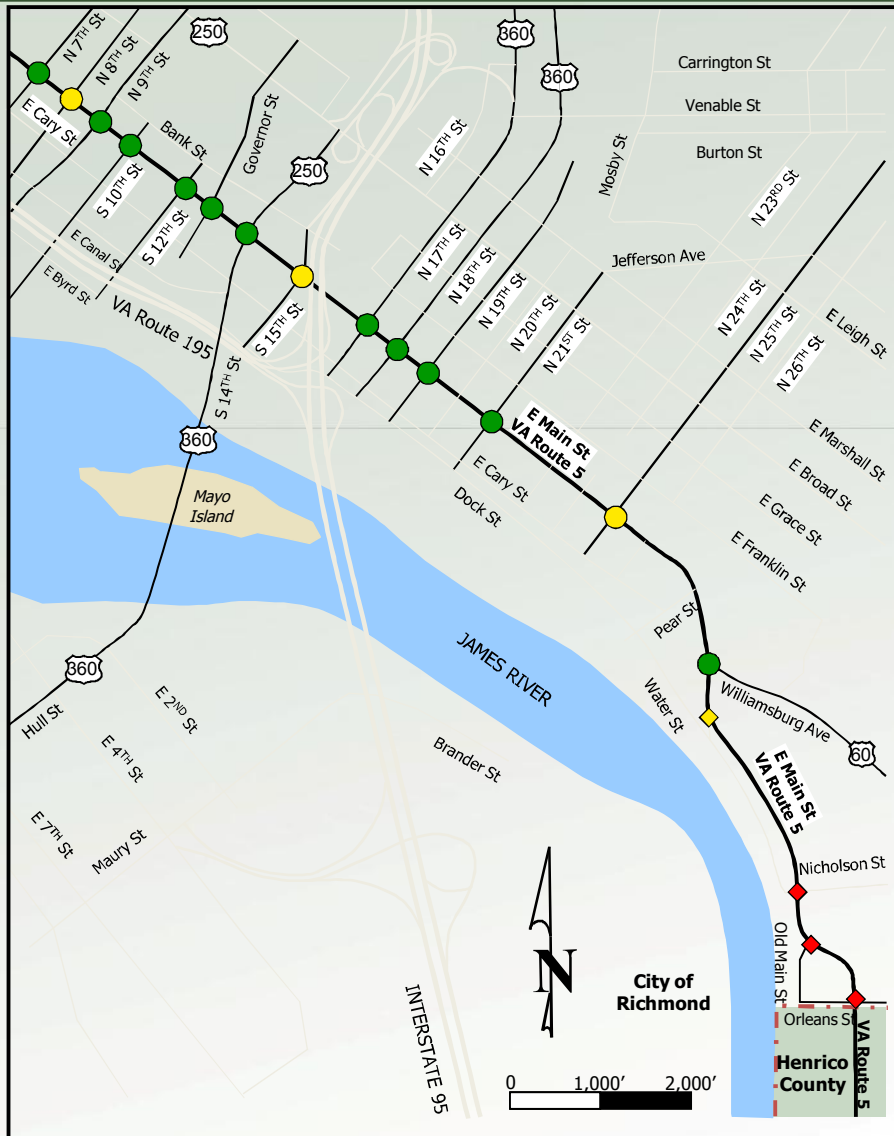 N 7TH St
N 8TH St
N 9TH St
250
360
360
Carrington St
Venable St
Burton St
E Cary St
Bank St
Governor St
250
N 16TH St
Mosby St
N 23RD St
S 10TH St
S 12TH St
E Canal St
E Byrd St
VA Route 195
S 15TH St
S 14TH St
N 17TH St
N 18TH St
N 19TH St
N 20TH St
N 21ST St
Jefferson Ave
N 24TH St
N 25TH St
N 26TH St
E Leigh St
360
Mayo
Island
E Main St
VA Route 5
E Cary St
Dock St
E Marshall St
E Broad St
E Grace St
E Franklin St
Pear St
JAMES RIVER
360
Hull St
E 2ND St
E 4TH St
E 7TH St
Maury St
Brander St
Water St
Williamsburg Ave
60
E Main St
VA Route 5
Nicholson St
Old Main St
N
City of
Richmond
INTERSTATE 95
Orleans St
Henrico
County
VA Route 5
0 1,000’ 2,000’